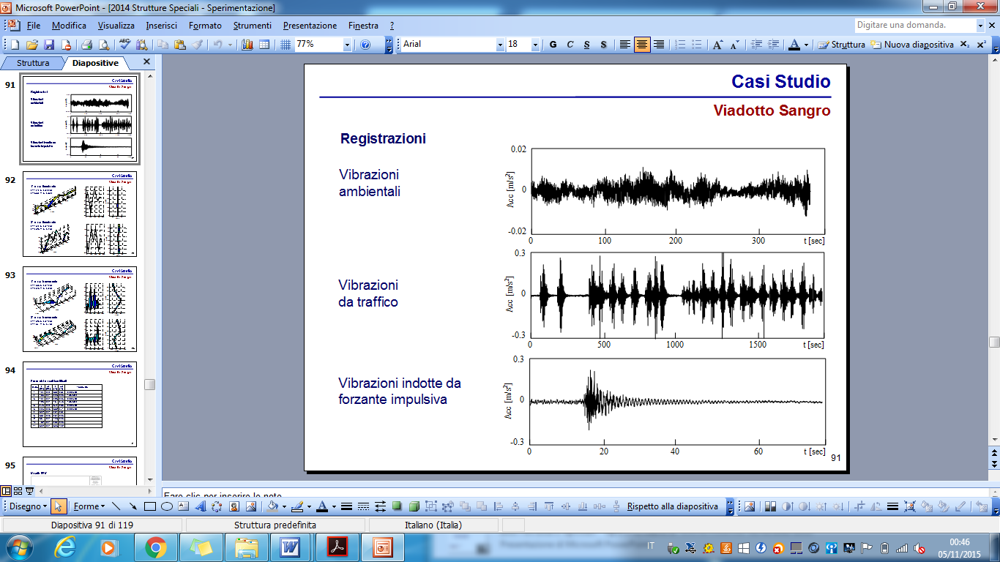 Microsoft PowerPoint - [2014 Strutture Speciali - Sperimentazione]
File Modifica Visualizza Inserisci Formato Strumenti Presentazione Finestra ?
Digitare una domanda.
77%
Arial
18
G C S S
Struttura
Nuova diapositiva
Struttura
Diapositive
91
92
93
94
95
Casi Studio
Viadotto Sangro
Registrazioni
Vibrazioni
ambientali
0.02
0
-0.02
Acc [m/s²]
0 100 200 300 t [sec]
Vibrazioni
da traffico
0.3
0
-0.3
Acc [m/s²]
0 500 1000 1500 t [sec]
Vibrazioni indotte da
forzante impulsiva
0.3
0
-0.3
Acc [m/s²]
0 20 40 60 t [sec]
91
Fare clic per inserire le note
Disegno
Forme
Rispetto alla diapositiva
Diapositiva 91 di 119
Struttura predefinita
Italiano (Italia)
IT
00:46
05/11/2015